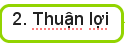 2. Thuận lợi